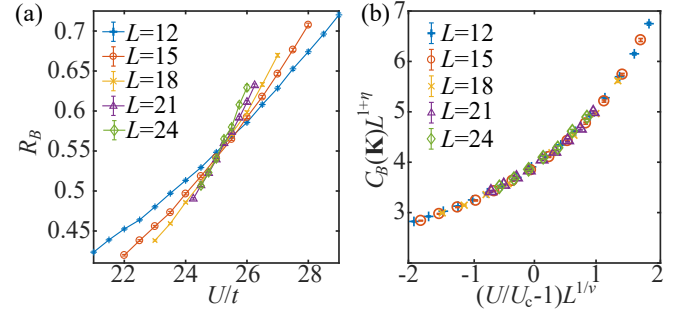 (a)
0.7
0.65
0.6
0.55
0.5
0.45
R_B
L=12
L=15
L=18
L=21
L=24
22
24
26
28
U/t
(b)
7
6
5
4
3
2
C_B(K)L^{1+η}
L=12
L=15
L=18
L=21
L=24
-2
-1
0
1
2
(U/U_c-1)L^{1/ν}